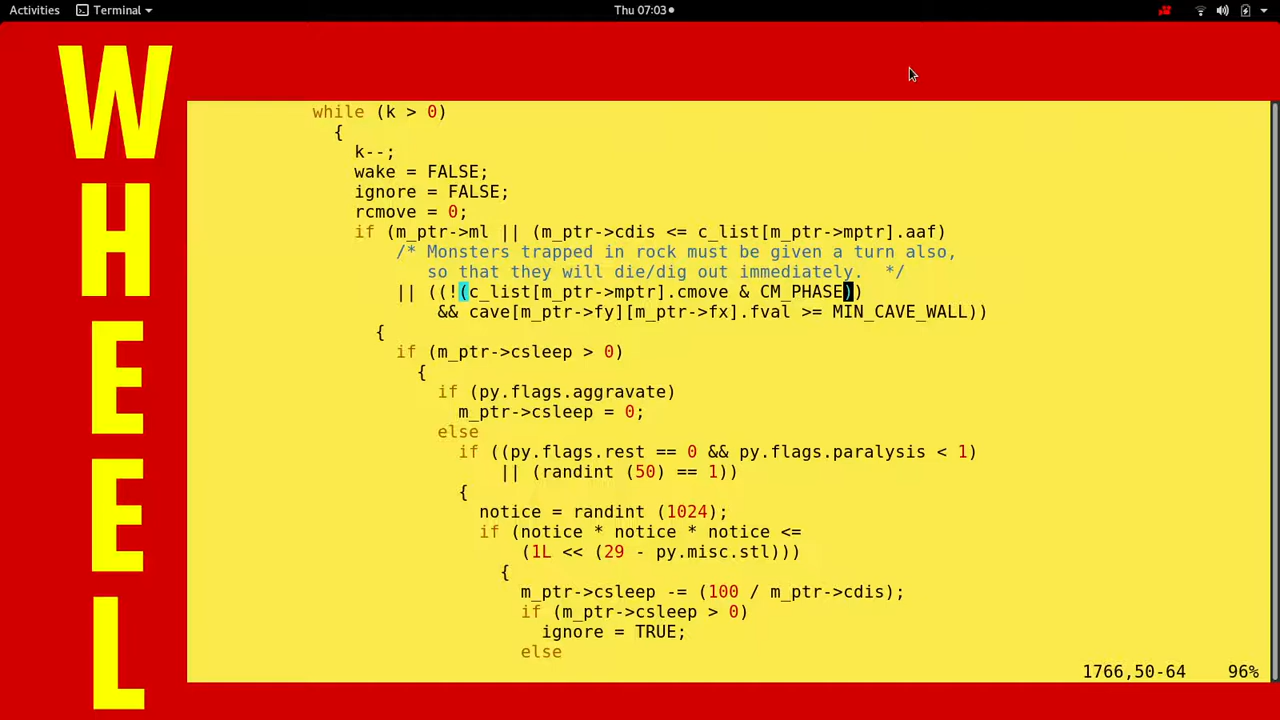 Activities Terminal Thu 07:03
WHEEL
while (k > 0)
{
k--;
wake = FALSE;
ignore = FALSE;
rcmove = 0;
if (m_ptr->ml || (m_ptr->cdis <= c_list[m_ptr->mptr].aaf)
/* Monsters trapped in rock must be given a turn also,
so that they will die/dig out immediately.  */
|| ((!(c_list[m_ptr->mptr].cmove & CM_PHASE))
&& cave[m_ptr->fy][m_ptr->fx].fval >= MIN_CAVE_WALL))
{
if (m_ptr->csleep > 0)
{
if (py.flags.aggravate)
m_ptr->csleep = 0;
else
if ((py.flags.rest == 0 && py.flags.paralysis < 1)
|| (randint (50) == 1))
{
notice = randint (1024);
if (notice * notice * notice <=
(1L << (29 - py.misc.stl)))
{
m_ptr->csleep -= (100 / m_ptr->cdis);
if (m_ptr->csleep > 0)
ignore = TRUE;
else
1766,50-64 96%